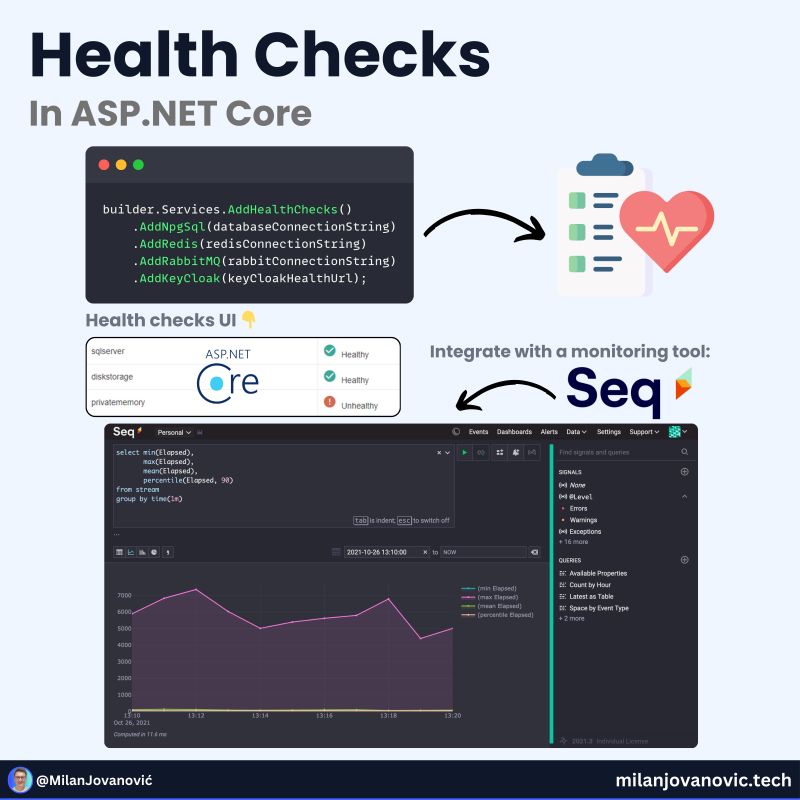 Health Checks
In ASP.NET Core
builder.Services.AddHealthChecks()
.AddNpgSql(databaseConnectionString)
.AddRedis(redisConnectionString)
.AddRabbitMQ(rabbitConnectionString)
.AddKeyCloak(keyCloakHealthUrl);
Health checks UI 👇
sqlserver
Healthy
diskstorage
Healthy
privatememory
Unhealthy
ASP.NET
Core
Integrate with a monitoring tool:
Seq
Seq
Personal
Events Dashboards Alerts Data Settings Support
select min(Elapsed),
max(Elapsed),
mean(Elapsed),
percentile(Elapsed, 90)
from stream
group by time(1m)
tab is indent, esc to switch off
...
2021-10-26 13:10:00 × to NOW
7000
6000
5000
4000
3000
2000
1000
0
13:10 13:12 13:14 13:16 13:18 13:20
Oct 26, 2021
Computed in 11.6 ms
(min Elapsed)
(max Elapsed)
(mean Elapsed)
(percentile Elapsed)
Find signals and queries
SIGNALS
None
@Level
Errors
Warnings
Exceptions
+ 16 more
QUERIES
Available Properties
Count by Hour
Latest as Table
Space by Event Type
+ 2 more
2021.3 Individual License
@MilanJovanović
milanjovanovic.tech